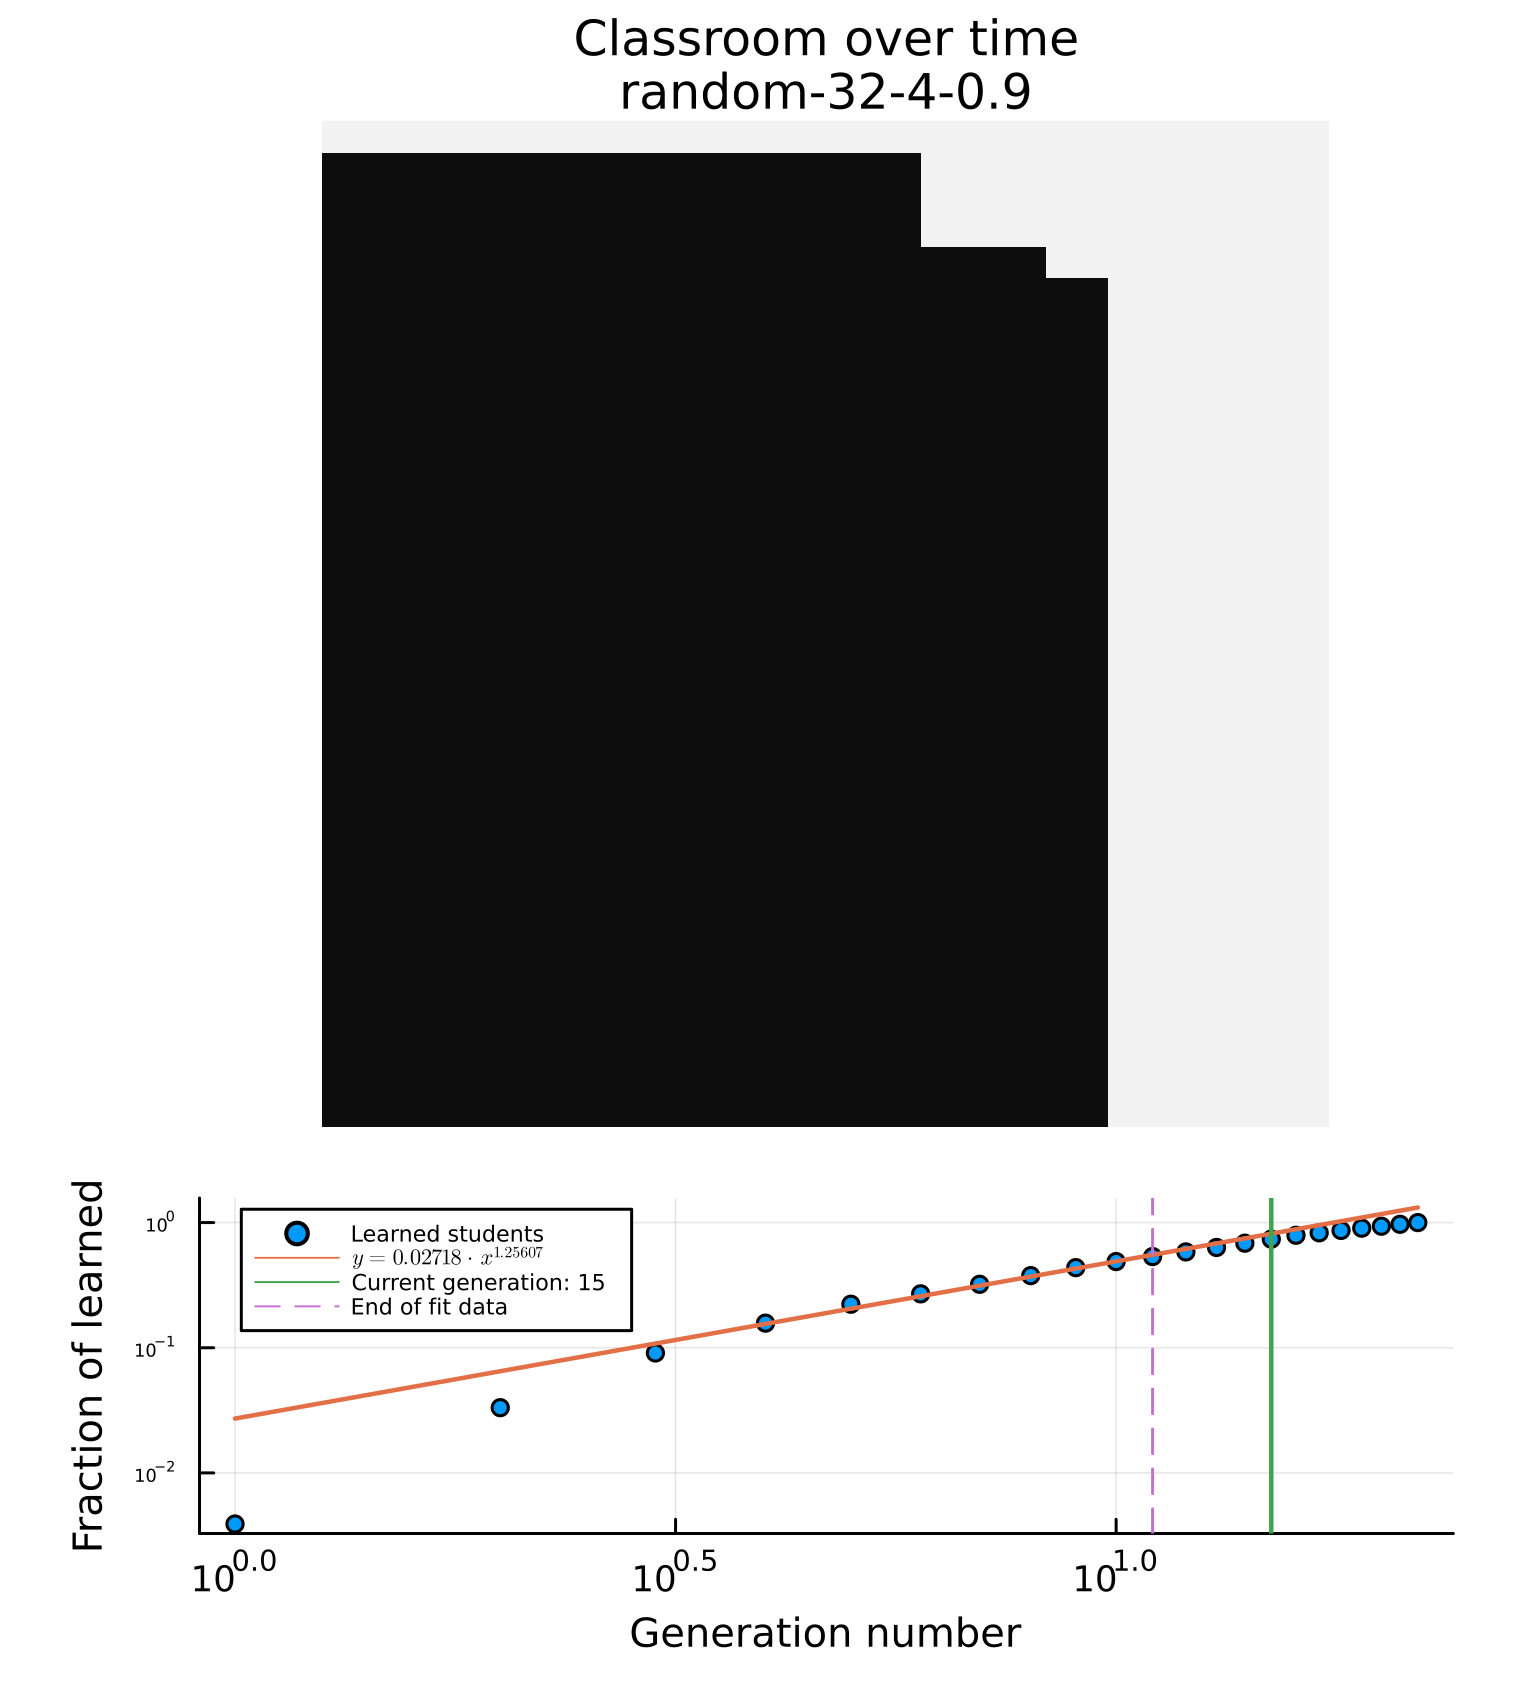 Classroom over time
random-32-4-0.9
Fraction of learned
10^0
10^-1
10^-2
Learned students
y = 0.02718 · x^1.25607
Current generation: 15
End of fit data
10^0.0 10^0.5 10^1.0
Generation number